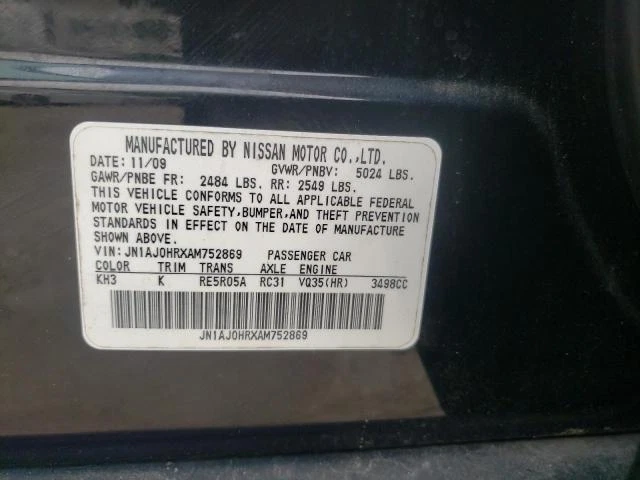 MANUFACTURED BY NISSAN MOTOR CO.,LTD.
DATE: 11/09 GVWR/PNBV: 5024 LBS.
GAWR/PNBE FR: 2484 LBS. RR: 2549 LBS.
THIS VEHICLE CONFORMS TO ALL APPLICABLE FEDERAL
MOTOR VEHICLE SAFETY,BUMPER,AND THEFT PREVENTION
STANDARDS IN EFFECT ON THE DATE OF MANUFACTURE
SHOWN ABOVE.
VIN: JN1AJ0HRXAM752869 PASSENGER CAR
COLOR TRIM TRANS AXLE ENGINE
KH3 K RE5R05A RC31 VQ35(HR) 3498CC
JN1AJ0HRXAM752869